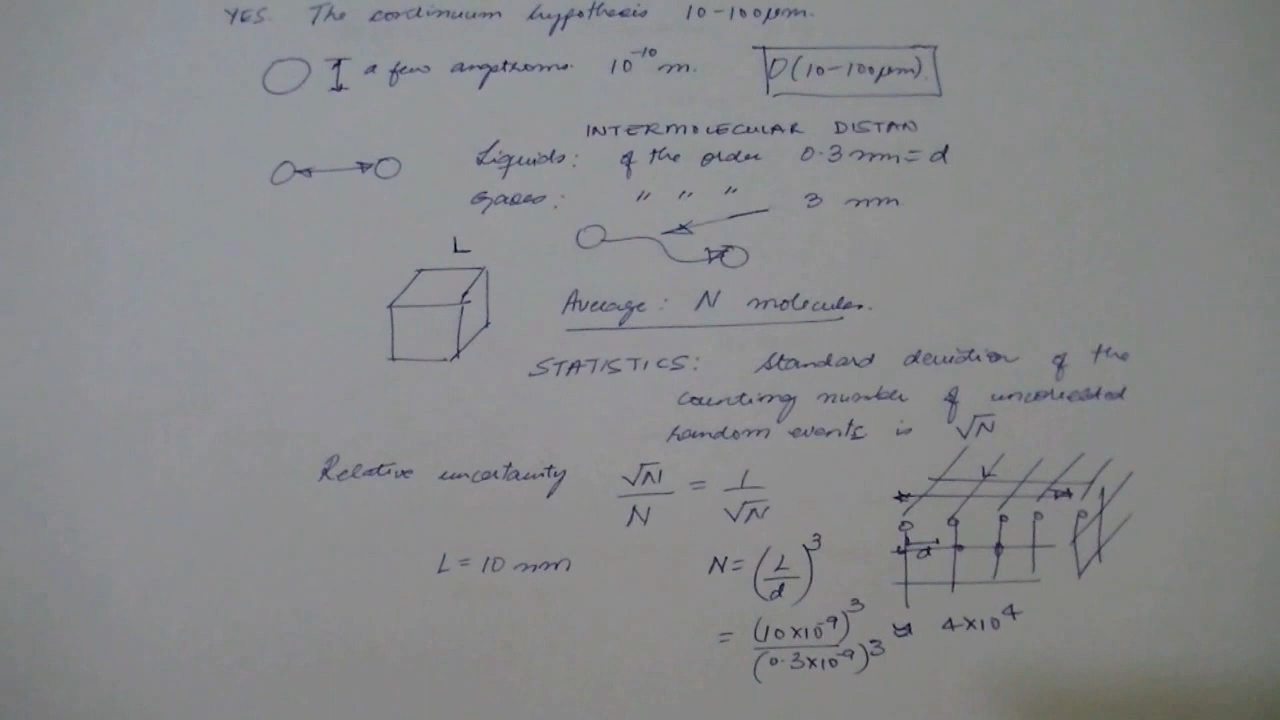 YES. The continuum hypothesis 10-100μm.
a few angstroms. 10^-10 m. O(10-100μm).
INTERMOLECULAR DISTAN
Liquids: of the order 0.3 nm = d
Gases: " " " 3 nm
L
Average: N molecules.
STATISTICS: Standard deviation of the
counting number of uncorrelated
random events is √N
Relative uncertainty √N/N = 1/√N
L
d
L = 10 nm N = (L/d)^3
= (10×10^-9)^3/(0.3×10^-9)^3 ≈ 4×10^4